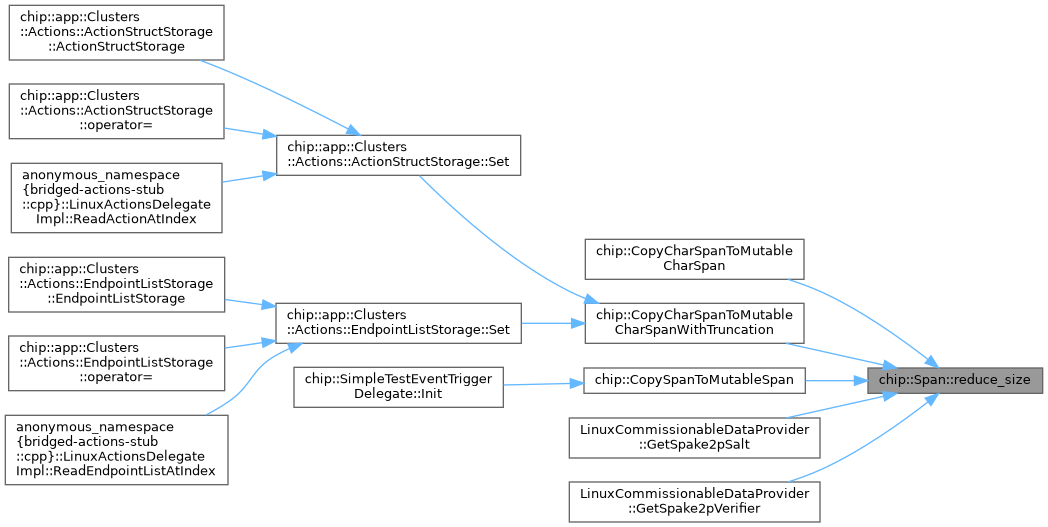 chip::app::Clusters
::Actions::ActionStructStorage
::ActionStructStorage
chip::app::Clusters
::Actions::ActionStructStorage
::operator=
anonymous_namespace
{bridged-actions-stub
::cpp}::LinuxActionsDelegate
Impl::ReadActionAtIndex
chip::app::Clusters
::Actions::EndpointListStorage
::EndpointListStorage
chip::app::Clusters
::Actions::EndpointListStorage
::operator=
anonymous_namespace
{bridged-actions-stub
::cpp}::LinuxActionsDelegate
Impl::ReadEndpointListAtIndex
chip::app::Clusters
::Actions::ActionStructStorage::Set
chip::app::Clusters
::Actions::EndpointListStorage::Set
chip::SimpleTestEventTrigger
Delegate::Init
chip::CopyCharSpanToMutable
CharSpan
chip::CopyCharSpanToMutable
CharSpanWithTruncation
chip::CopySpanToMutableSpan
LinuxCommissionableDataProvider
::GetSpake2pSalt
LinuxCommissionableDataProvider
::GetSpake2pVerifier
chip::Span::reduce_size